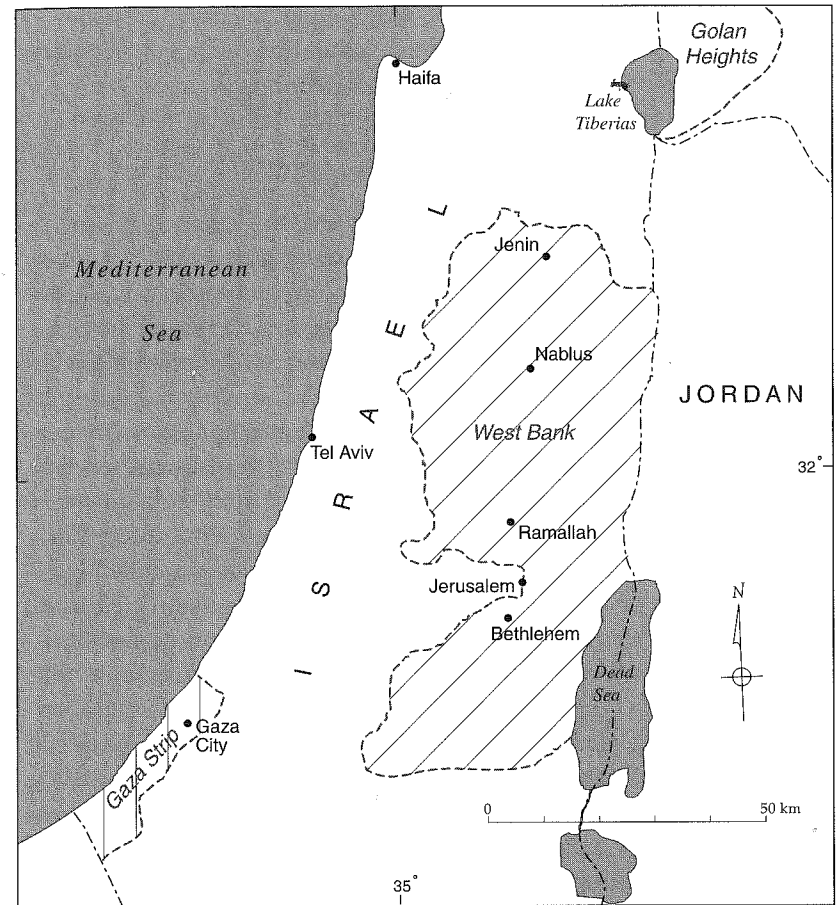 Golan
Heights
Haifa
Lake
Tiberias
Jenin
Mediterranean
Sea
Nablus
JORDAN
West Bank
Tel Aviv
32°
ISRAEL
Ramallah
Jerusalem
N
Bethlehem
Dead
Sea
Gaza
City
Gaza Strip
0
50 km
35°